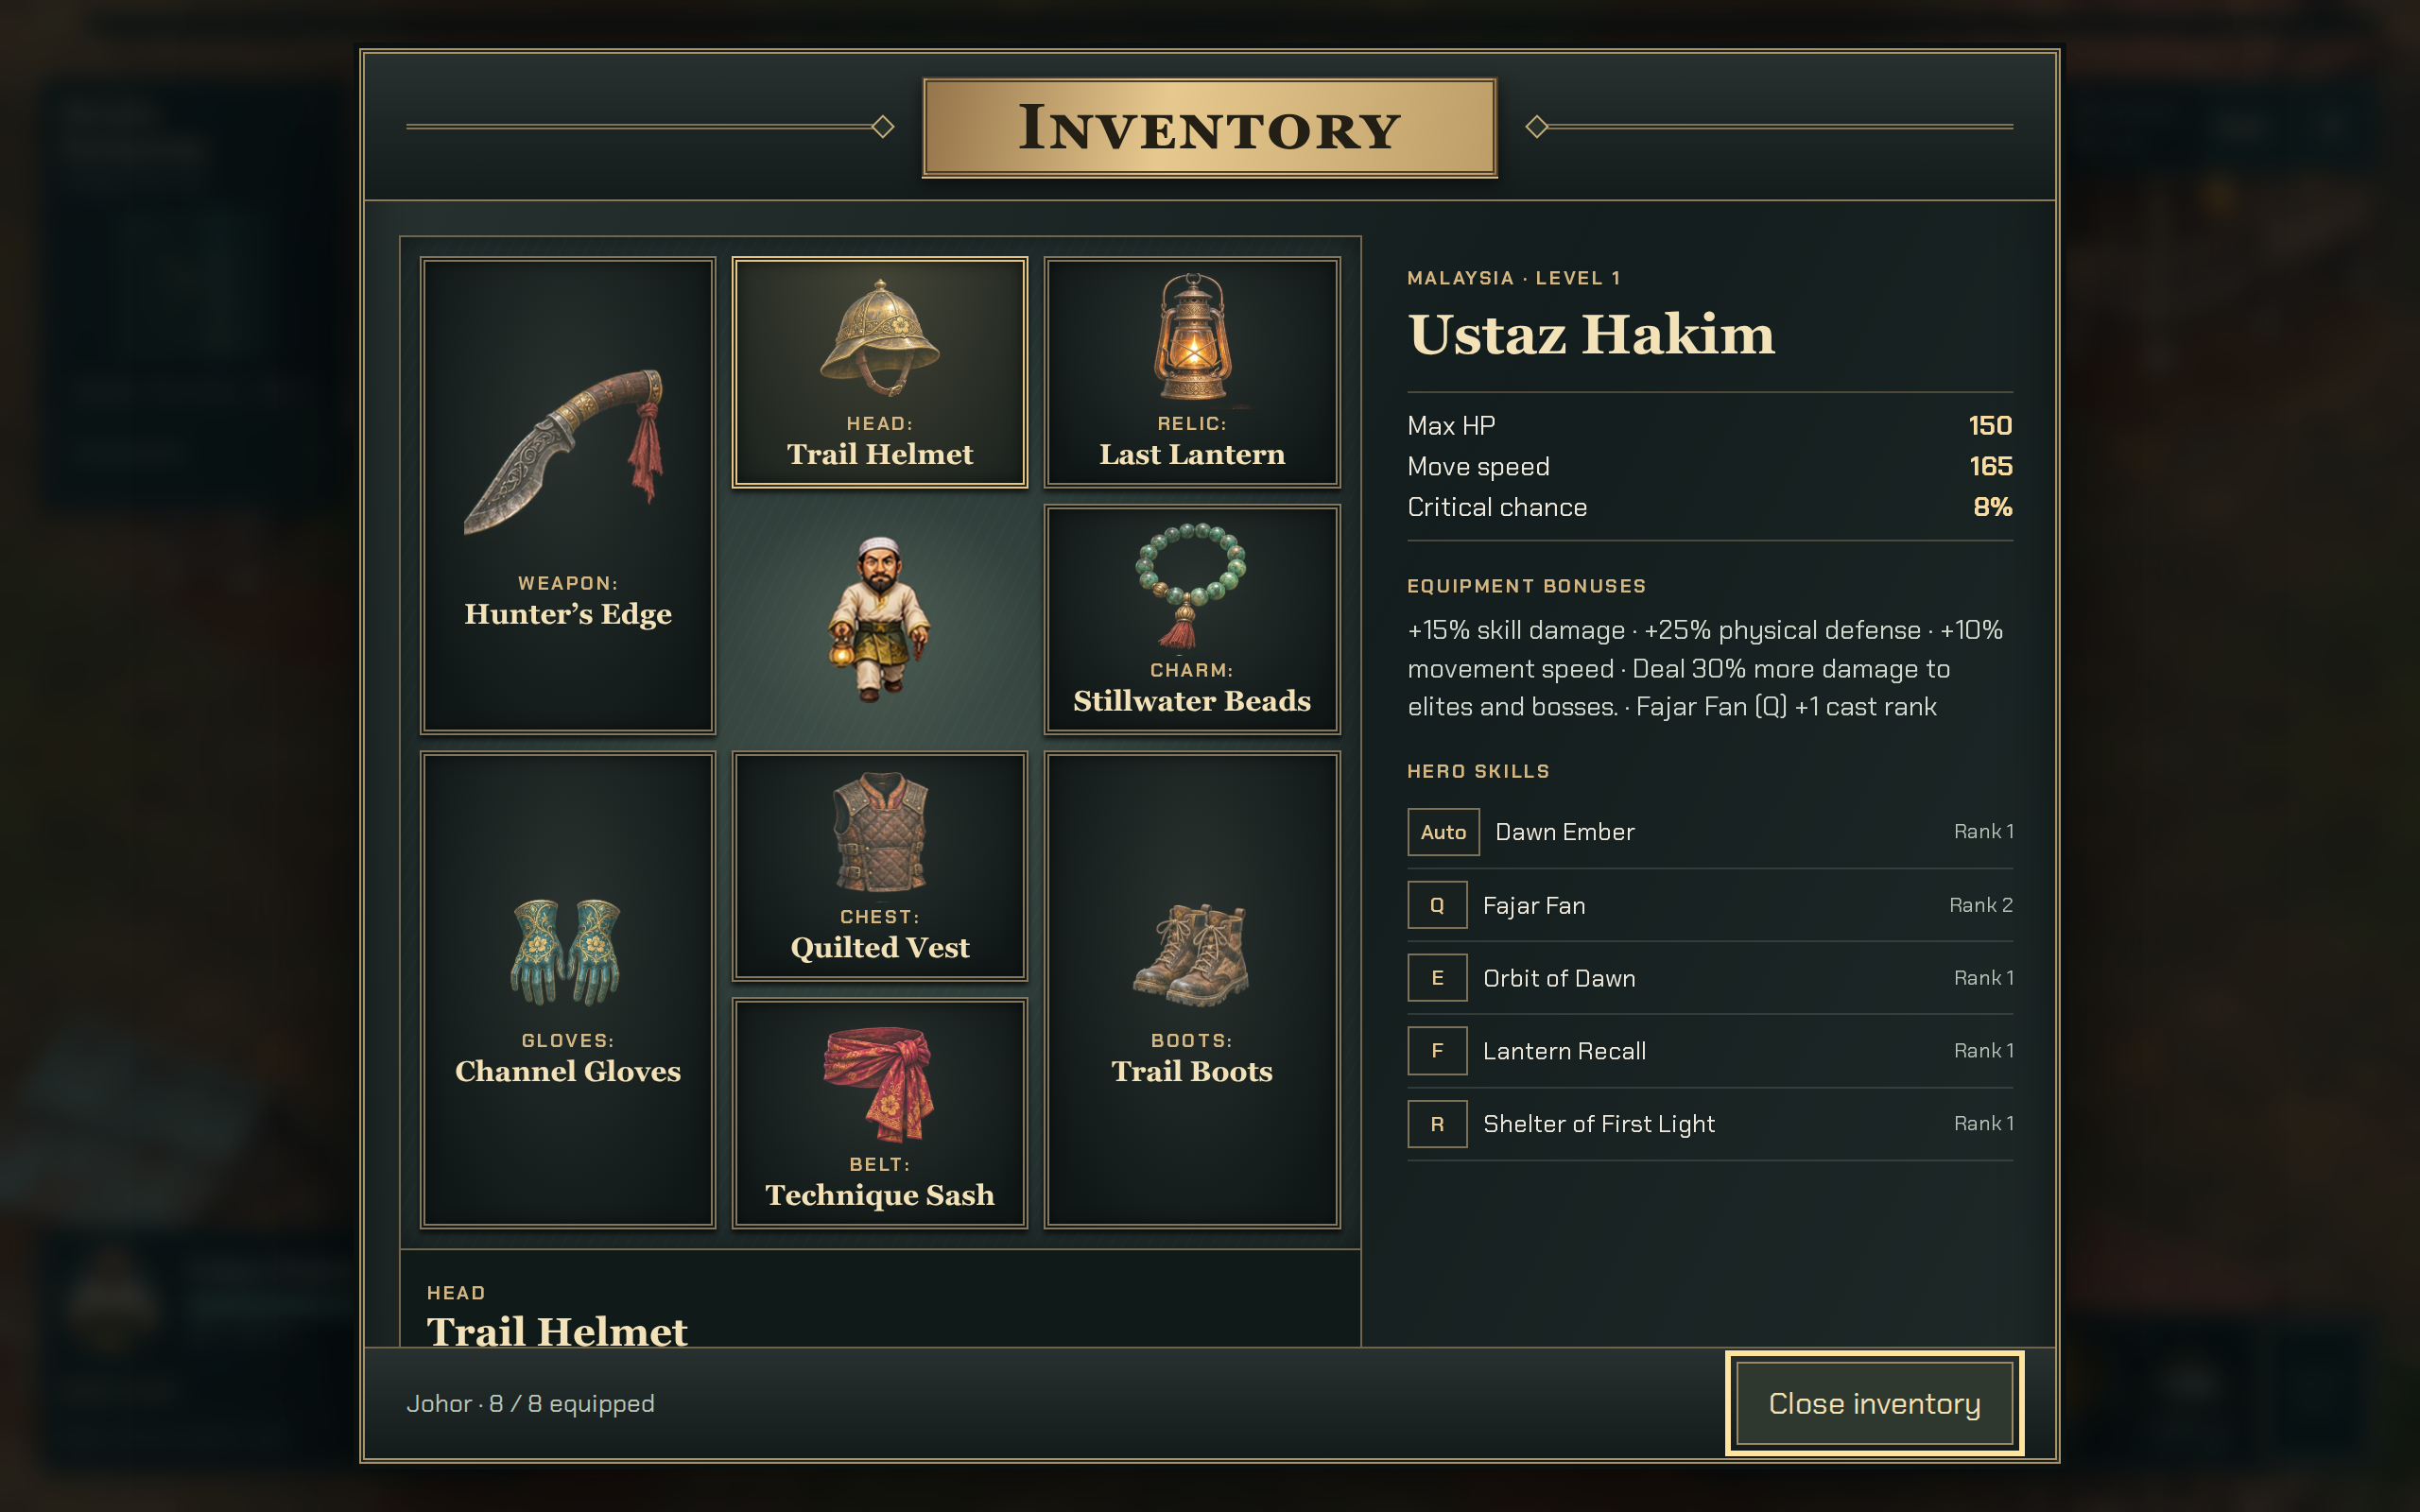 Inventory
WEAPON:
Hunter's Edge
HEAD:
Trail Helmet
RELIC:
Last Lantern
CHARM:
Stillwater Beads
GLOVES:
Channel Gloves
CHEST:
Quilted Vest
BELT:
Technique Sash
BOOTS:
Trail Boots
HEAD
Trail Helmet
MALAYSIA · LEVEL 1
Ustaz Hakim
Max HP 150
Move speed 165
Critical chance 8%
EQUIPMENT BONUSES
+15% skill damage · +25% physical defense · +10%
movement speed · Deal 30% more damage to
elites and bosses. · Fajar Fan (Q) +1 cast rank
HERO SKILLS
Auto Dawn Ember Rank 1
Q Fajar Fan Rank 2
E Orbit of Dawn Rank 1
F Lantern Recall Rank 1
R Shelter of First Light Rank 1
Johor · 8 / 8 equipped
Close inventory